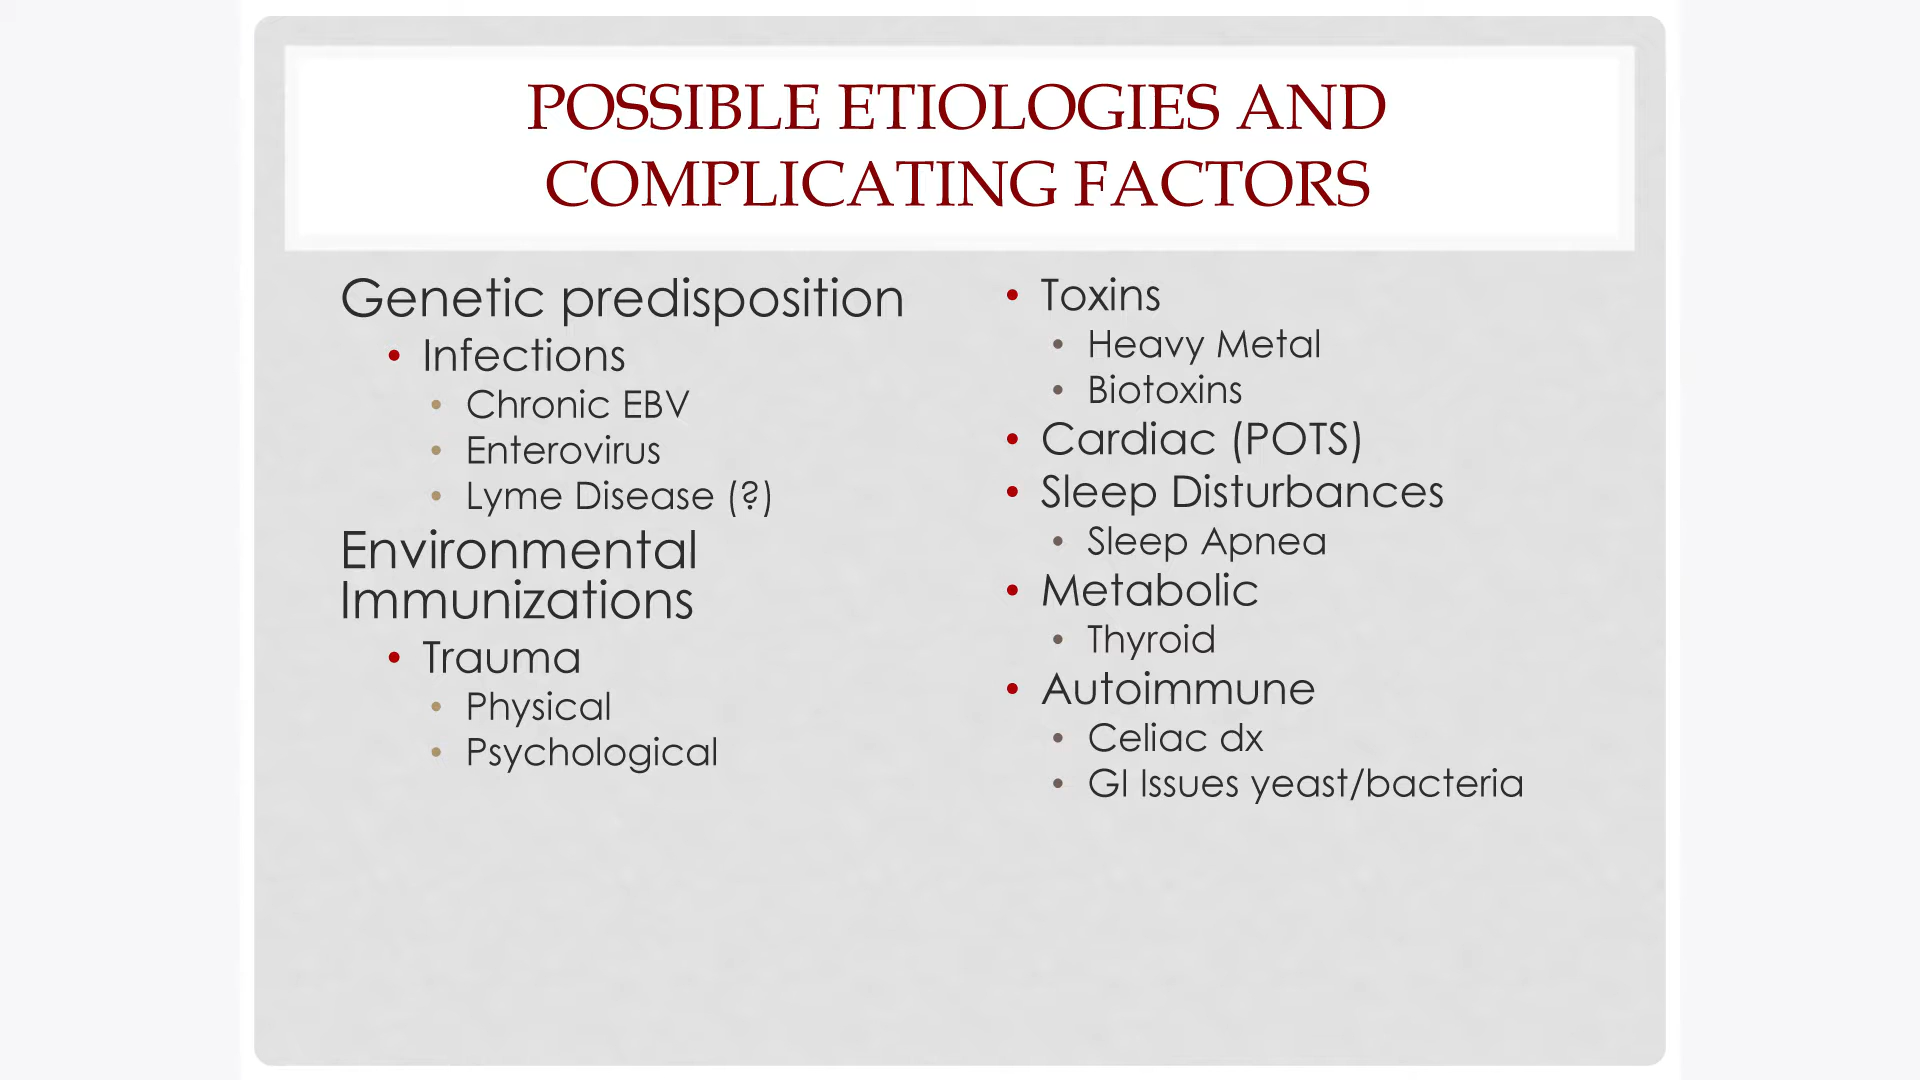 POSSIBLE ETIOLOGIES AND
COMPLICATING FACTORS
Genetic predisposition
• Infections
• Chronic EBV
• Enterovirus
• Lyme Disease (?)
Environmental
Immunizations
• Trauma
• Physical
• Psychological
• Toxins
• Heavy Metal
• Biotoxins
• Cardiac (POTS)
• Sleep Disturbances
• Sleep Apnea
• Metabolic
• Thyroid
• Autoimmune
• Celiac dx
• GI Issues yeast/bacteria